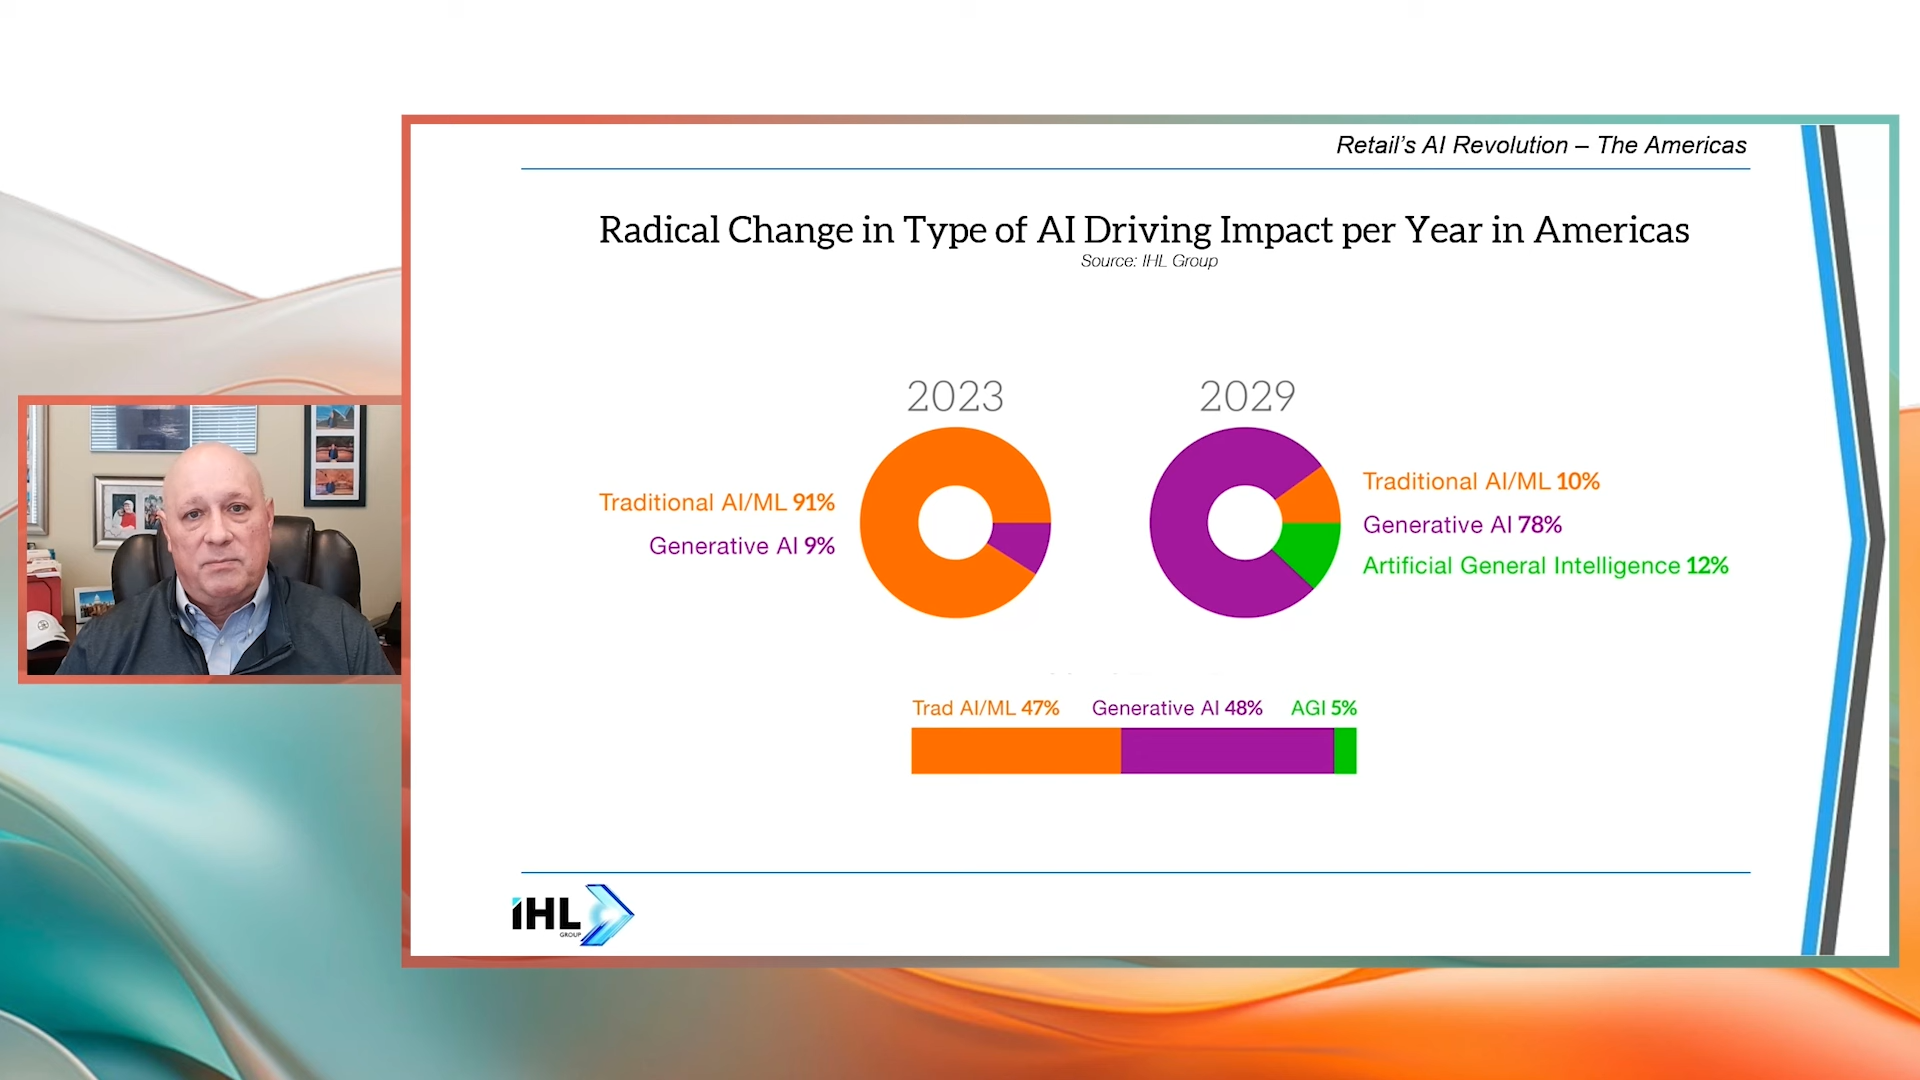 Retail's AI Revolution – The Americas
Radical Change in Type of AI Driving Impact per Year in Americas
Source: IHL Group
2023
2029
Traditional AI/ML 91%
Generative AI 9%
Traditional AI/ML 10%
Generative AI 78%
Artificial General Intelligence 12%
Trad AI/ML 47% Generative AI 48% AGI 5%
iHL
GROUP